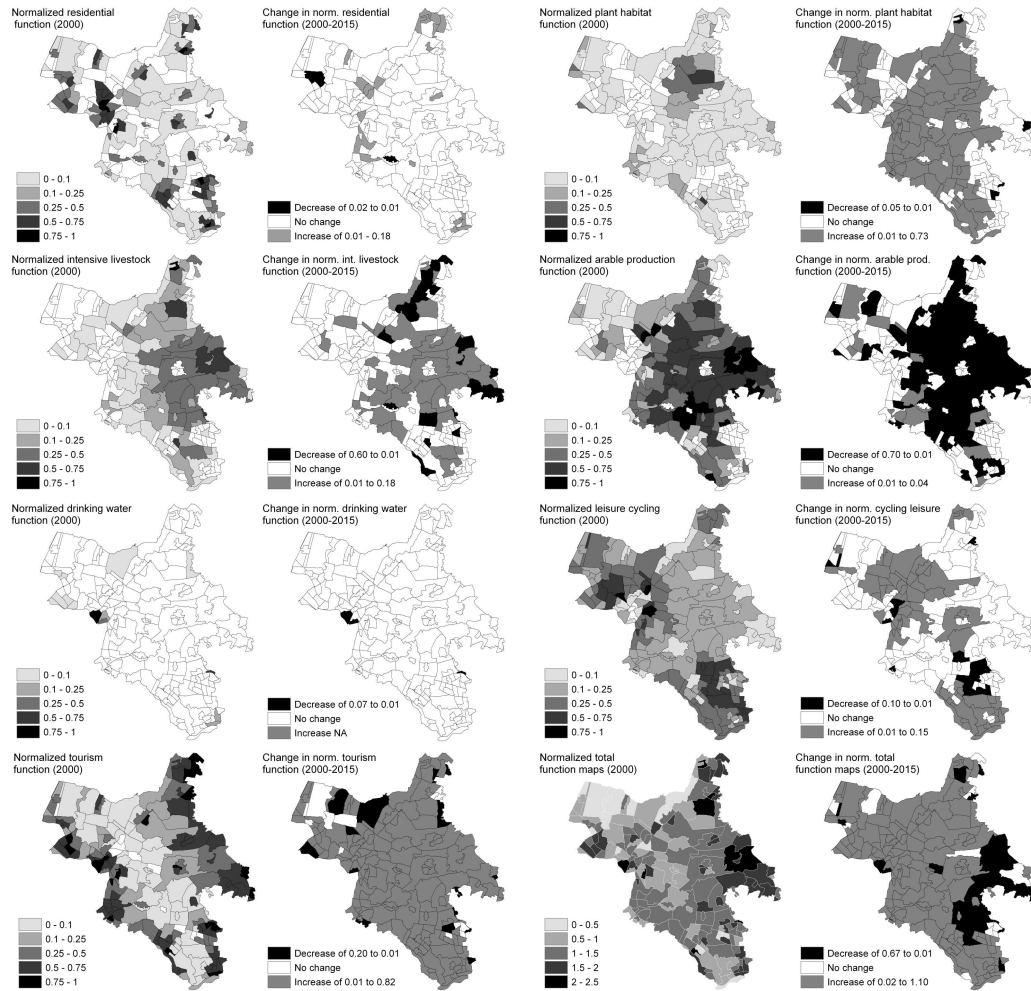 Normalized residential
function (2000)
0 - 0.1
0.1 - 0.25
0.25 - 0.5
0.5 - 0.75
0.75 - 1
Change in norm. residential
(2000-2015)
Decrease of 0.02 to 0.01
No change
Increase of 0.01 - 0.18
Normalized plant habitat
function (2000)
0 - 0.1
0.1 - 0.25
0.25 - 0.5
0.5 - 0.75
0.75 - 1
Change in norm. plant habitat
(2000-2015)
Decrease of 0.05 to 0.01
No change
Increase of 0.01 to 0.73
Normalized intensive livestock
function (2000)
0 - 0.1
0.1 - 0.25
0.25 - 0.5
0.5 - 0.75
0.75 - 1
Change in norm. int. livestock
(2000-2015)
Decrease of 0.60 to 0.01
No change
Increase of 0.01 to 0.18
Normalized arable production
function (2000)
0 - 0.1
0.1 - 0.25
0.25 - 0.5
0.5 - 0.75
0.75 - 1
Change in norm. arable prod.
(2000-2015)
Decrease of 0.70 to 0.01
No change
Increase of 0.01 to 0.04
Normalized drinking water
function (2000)
0 - 0.1
0.1 - 0.25
0.25 - 0.5
0.5 - 0.75
0.75 - 1
Change in norm. drinking water
(2000-2015)
Decrease of 0.07 to 0.01
No change
Increase NA
Normalized leisure cycling
function (2000)
0 - 0.1
0.1 - 0.25
0.25 - 0.5
0.5 - 0.75
0.75 - 1
Change in norm. cycling leisure
(2000-2015)
Decrease of 0.10 to 0.01
No change
Increase of 0.01 to 0.15
Normalized tourism
function (2000)
0 - 0.1
0.1 - 0.25
0.25 - 0.5
0.5 - 0.75
0.75 - 1
Change in norm. tourism
(2000-2015)
Decrease of 0.20 to 0.01
No change
Increase of 0.01 to 0.82
Normalized total
function maps (2000)
0 - 0.5
0.5 - 1
1 - 1.5
1.5 - 2
2 - 2.5
Change in norm. total
function maps (2000-2015)
Decrease of 0.67 to 0.01
No change
Increase of 0.02 to 1.10